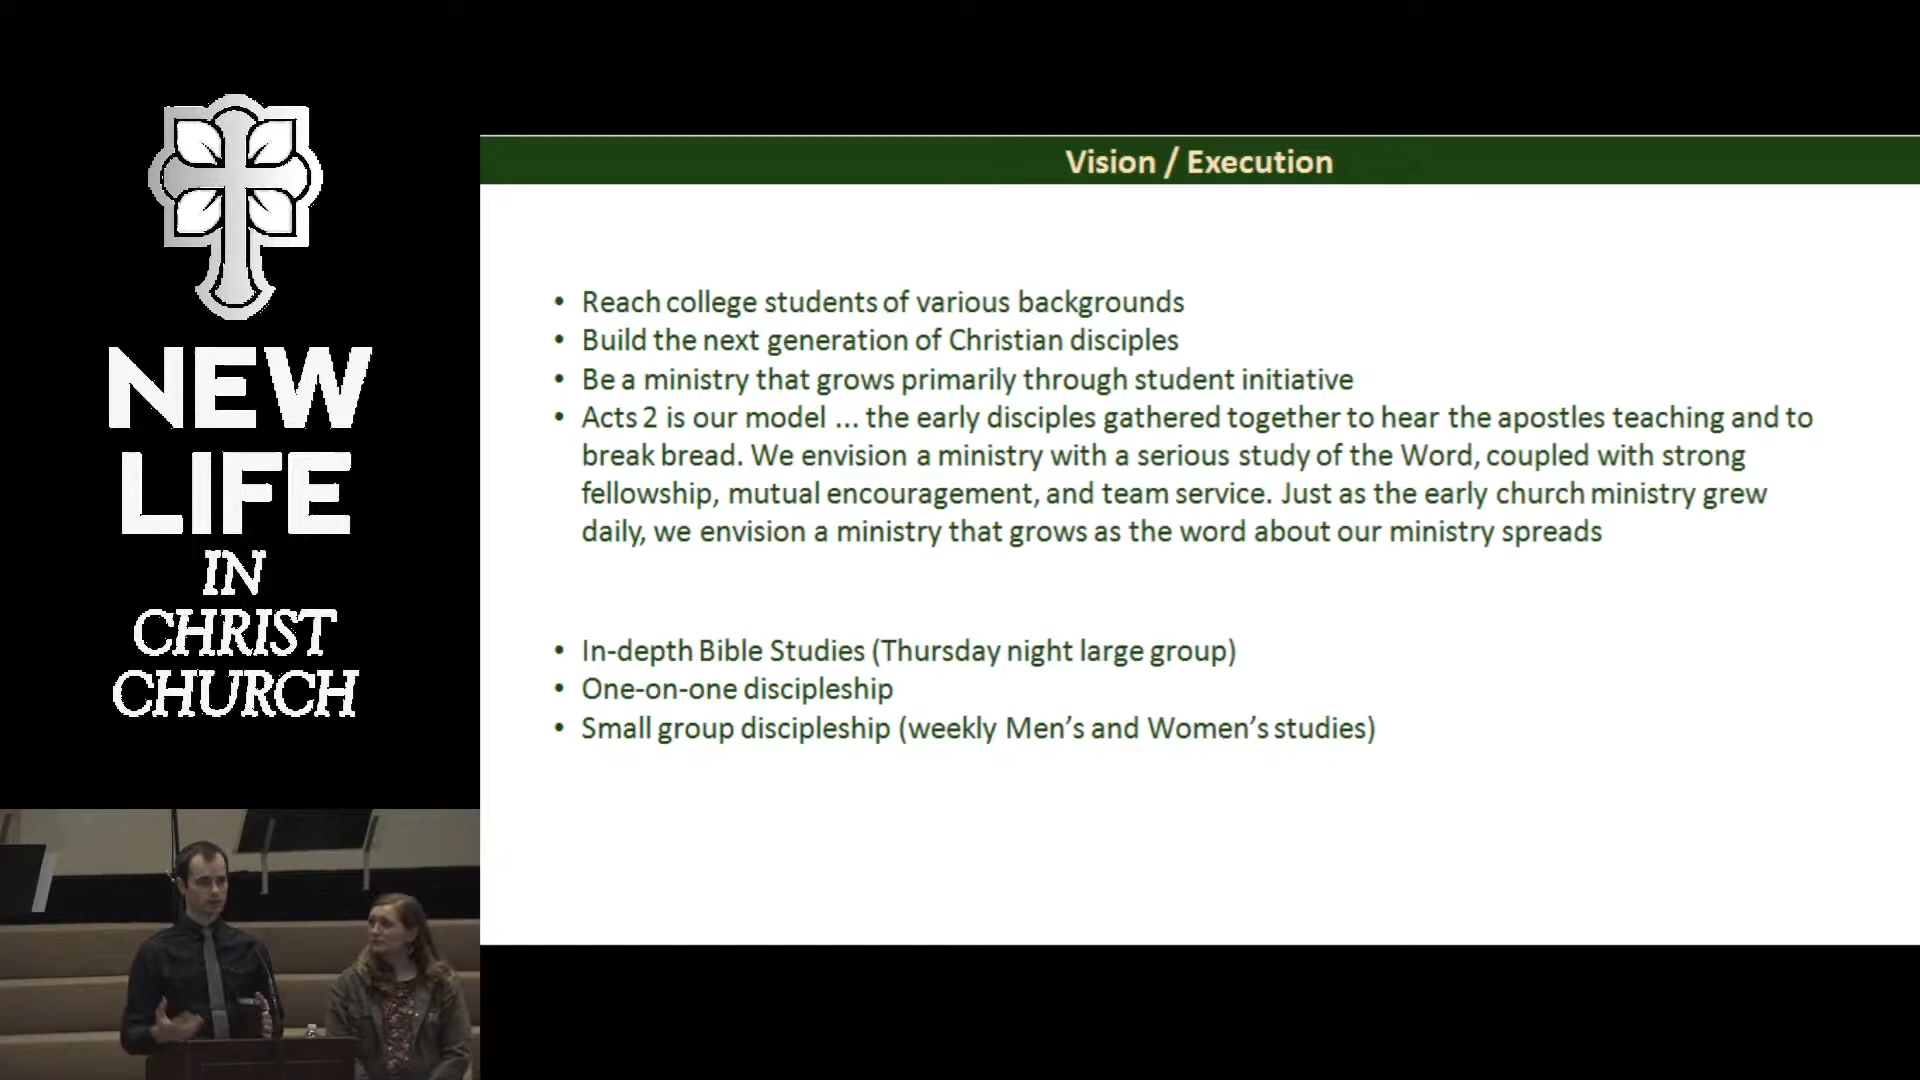 NEW
LIFE
IN
CHRIST
CHURCH
Vision / Execution
• Reach college students of various backgrounds
• Build the next generation of Christian disciples
• Be a ministry that grows primarily through student initiative
• Acts 2 is our model ... the early disciples gathered together to hear the apostles teaching and to
break bread. We envision a ministry with a serious study of the Word, coupled with strong
fellowship, mutual encouragement, and team service. Just as the early church ministry grew
daily, we envision a ministry that grows as the word about our ministry spreads
• In-depth Bible Studies (Thursday night large group)
• One-on-one discipleship
• Small group discipleship (weekly Men's and Women's studies)